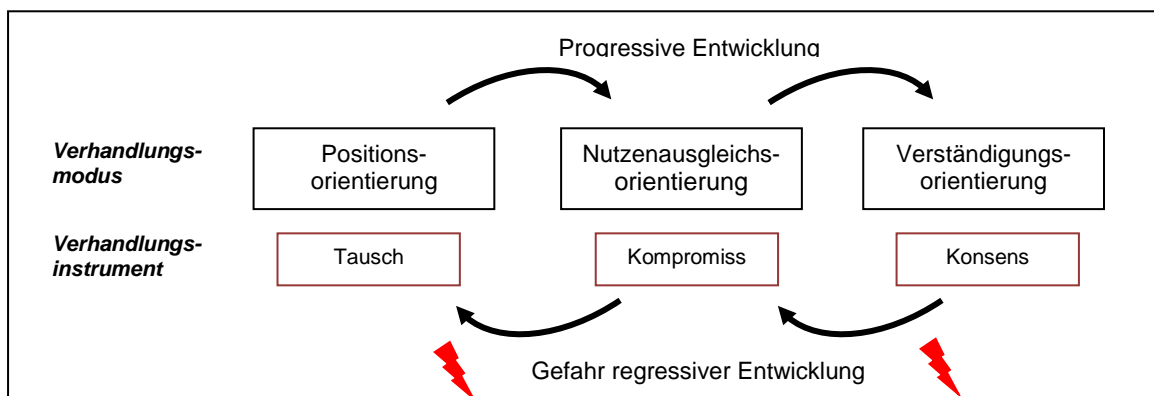 Progressive Entwicklung
Verhandlungs-
modus
Positions-
orientierung
Nutzenausgleichs-
orientierung
Verständigungs-
orientierung
Verhandlungs-
instrument
Tausch
Kompromiss
Konsens
Gefahr regressiver Entwicklung